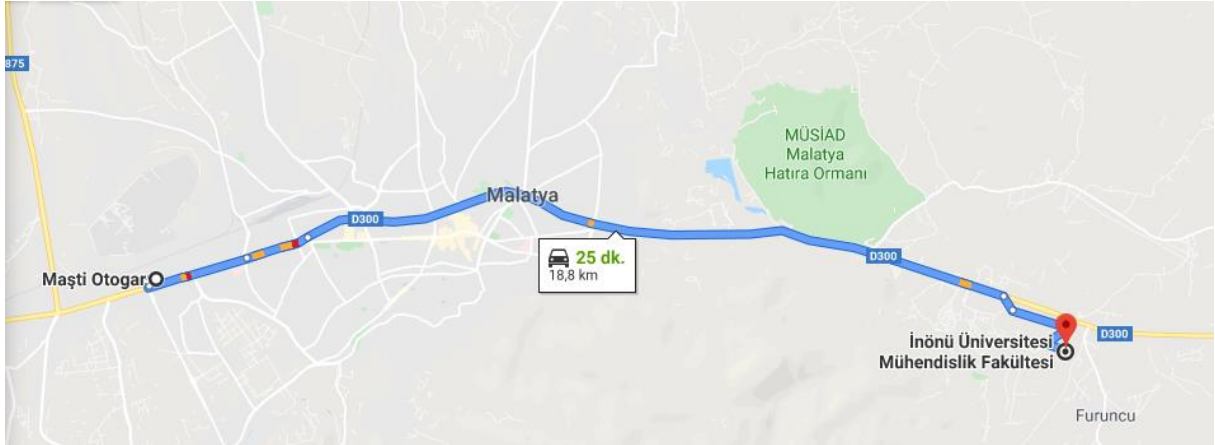 875
MÜSİAD
Malatya
Hatıra Ormanı
Malatya
D300
25 dk.
18,8 km
D300
Maşti Otogar
İnönü Üniversitesi
Mühendislik Fakültesi
D300
Furuncu